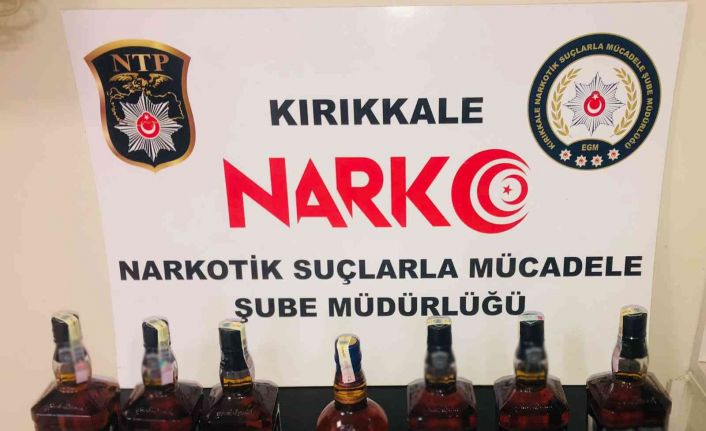 NTP
KIRIKKALE
NARKO
NARKOTİK SUÇLARLA MÜCADELE
ŞUBE MÜDÜRLÜĞÜ
KIRIKKALE NARKOTİK SUÇLARLA MÜCADELE ŞUBE MÜDÜRLÜĞÜ
EGM